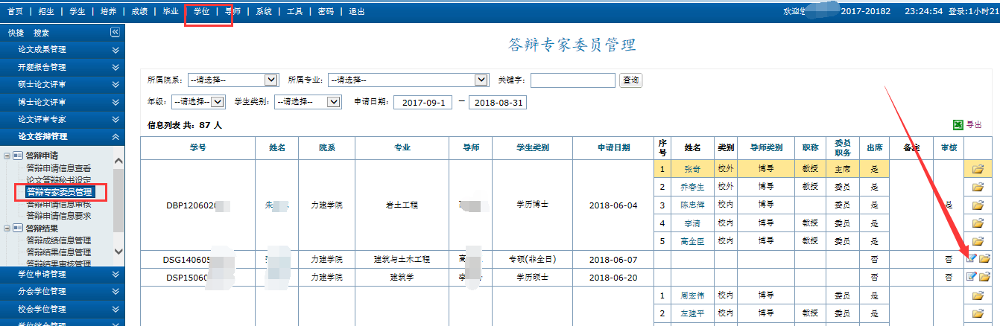 首页 | 招生 | 学生 | 培养 | 成绩 | 毕业 | 学位 | 导师 | 系统 | 工具 | 密码 | 退出 欢迎您 2017-20182 23:24:54 登录:1小时21
快捷 搜索
论文成果管理
开题报告管理
硕士论文评审
博士论文评审
论文评审专家
论文答辩管理
答辩申请
答辩申请信息查看
论文答辩秘书设定
答辩专家委员管理
答辩申请信息审核
答辩申请信息要求
答辩结果
答辩成绩信息管理
答辩结果信息管理
答辩结果审核管理
学位申请管理
分会学位管理
校会学位管理
学位综合管理
答辩专家委员管理
所属院系: --请选择-- 所属专业: --请选择-- 关键字: 查询
年级: --请选择-- 学生类别: --请选择-- 申请日期: 2017-09-1 — 2018-08-31
信息列表 共: 87 人 导出
学号 姓名 院系 专业 导师 学生类别 申请日期 序号 姓名 类别 导师类别 职称 委员职务 出席 备注 审核
DBP1206020 朱 力建学院 岩土工程 学历博士 2018-06-04 是
1 张奇 校外 博导 教授 主席 是
2 乔春生 校外 博导 教授 委员 是
3 陈忠辉 校内 博导 委员 是
4 李清 校内 博导 教授 委员 是
5 高全臣 校内 博导 教授 委员 是
DSG140605 力建学院 建筑与土木工程 高 专硕(非全日) 2018-06-07 否 否
DSP15060 力建学院 建筑学 李 学历硕士 2018-06-20 否 否
1 周宏伟 校内 博导 委员 是
2 左建平 校内 博导 教授 委员 是